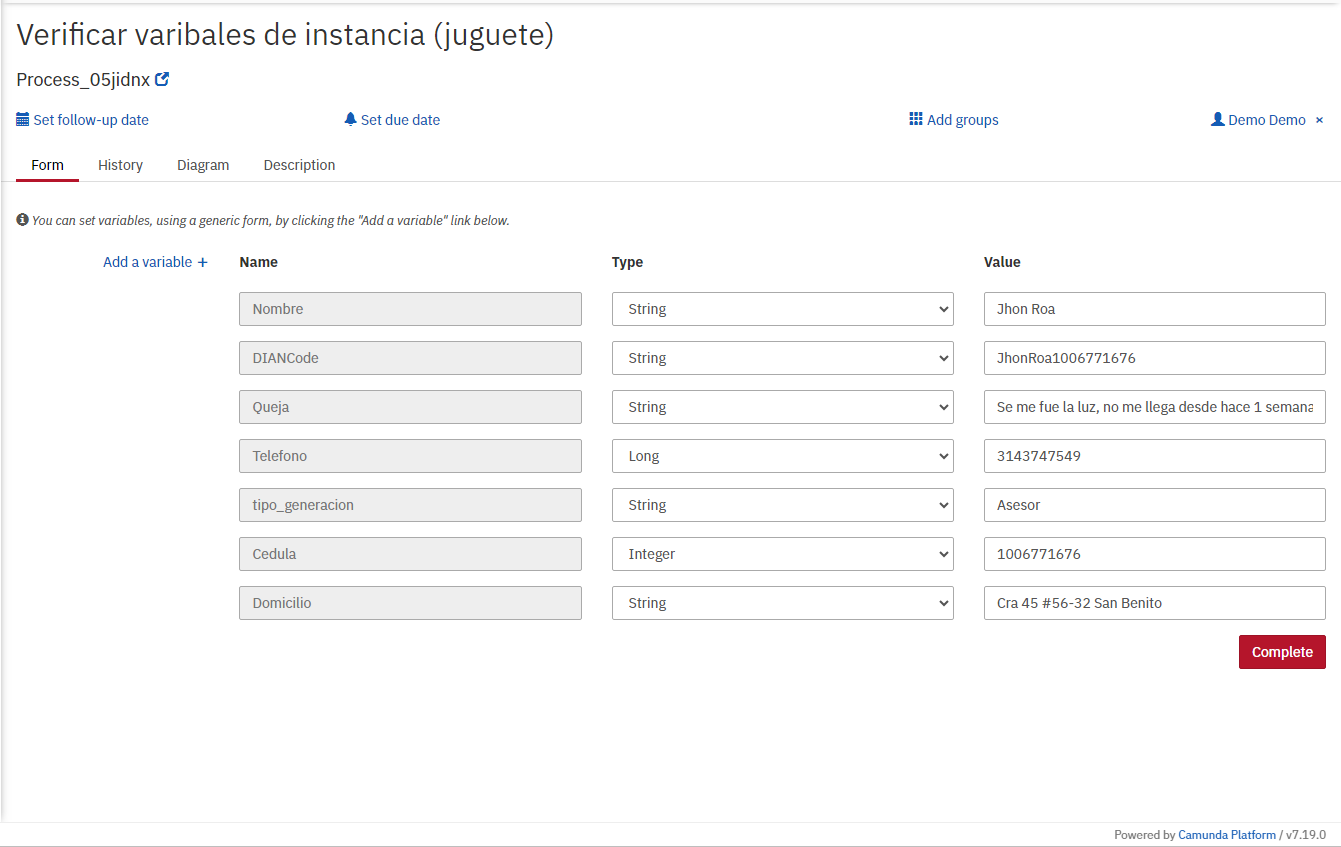 Verificar varibales de instancia (juguete)
Process_05jidnx
Set follow-up date Set due date Add groups Demo Demo ×
Form History Diagram Description
You can set variables, using a generic form, by clicking the "Add a variable" link below.
Add a variable + Name Type Value
Nombre String Jhon Roa
DIANCode String JhonRoa1006771676
Queja String Se me fue la luz, no me llega desde hace 1 semana
Telefono Long 3143747549
tipo_generacion String Asesor
Cedula Integer 1006771676
Domicilio String Cra 45 #56-32 San Benito
Complete
Powered by Camunda Platform / v7.19.0